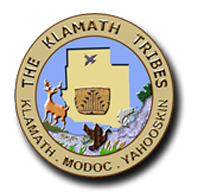 THE KLAMATH TRIBES
KLAMATH . MODOC . YAHOOSKIN